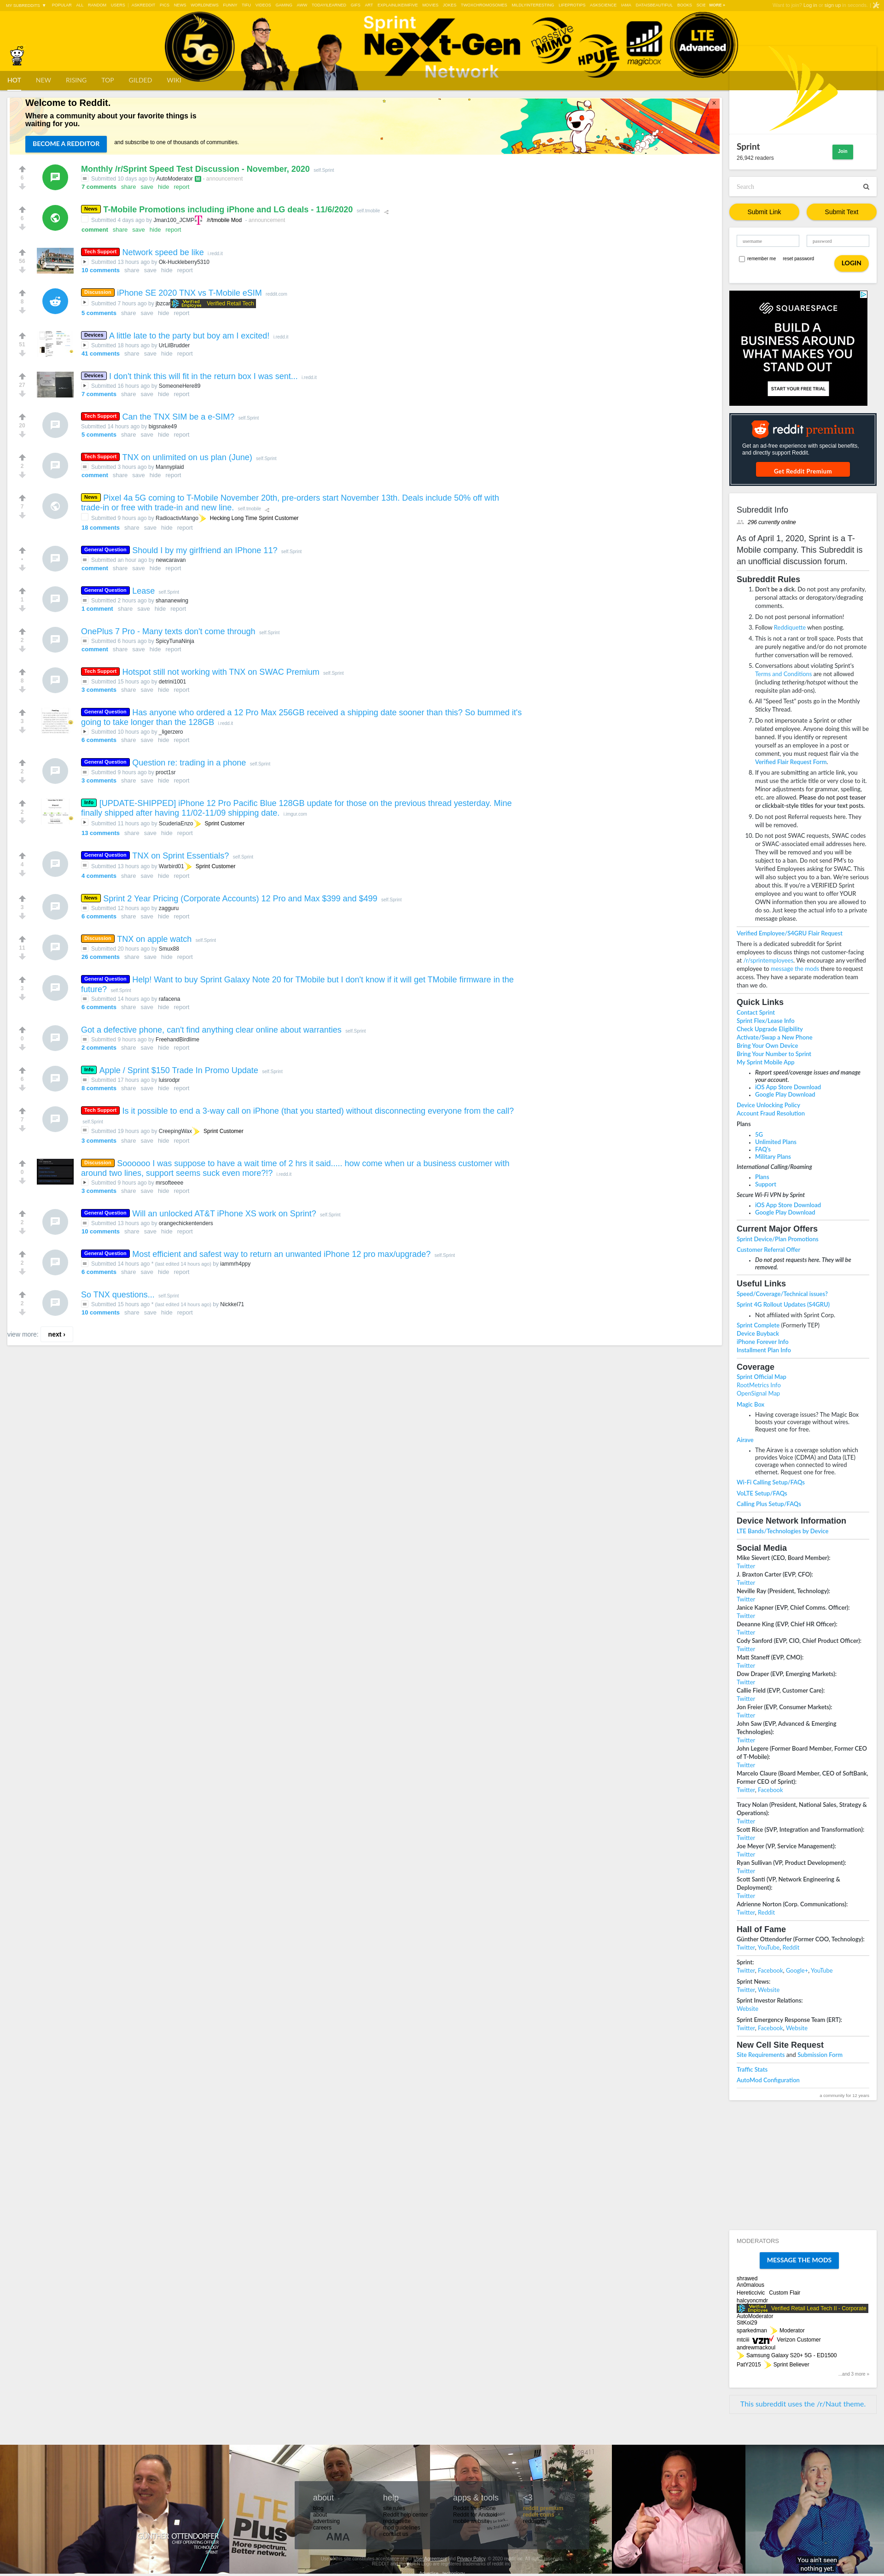 MY SUBREDDITS
POPULAR - ALL - RANDOM - USERS
MORE »
Sprint
NeXt-Gen
Network
5G
massive MIMO
HPUE
magicbox
LTE Advanced
HOT NEW RISING TOP GILDED WIKI
Welcome to Reddit.
Where a community about your favorite things is
waiting for you.
BECOME A REDDITOR
and subscribe to one of thousands of communities.
Monthly /r/Sprint Speed Test Discussion - November, 2020 self.Sprint
Submitted 10 days ago by AutoModerator M - announcement
7 comments share save hide report
News T-Mobile Promotions including iPhone and LG deals - 11/6/2020 self.tmobile
Submitted 4 days ago by Jman100_JCMP /r/tmobile Mod - announcement
comment share save hide report
Tech Support Network speed be like i.redd.it
Submitted 13 hours ago by Ok-Huckleberry5310
10 comments share save hide report
Discussion iPhone SE 2020 TNX vs T-Mobile eSIM reddit.com
Submitted 7 hours ago by jbzcar Verified Employee Verified Retail Tech
5 comments share save hide report
Devices A little late to the party but boy am I excited! i.redd.it
Submitted 18 hours ago by UrLilBrudder
41 comments share save hide report
Devices I don't think this will fit in the return box I was sent... i.redd.it
Submitted 16 hours ago by SomeoneHere89
7 comments share save hide report
Tech Support Can the TNX SIM be a e-SIM? self.Sprint
Submitted 14 hours ago by bigsnake49
5 comments share save hide report
Tech Support TNX on unlimited on us plan (June) self.Sprint
Submitted 3 hours ago by Mannyplaid
comment share save hide report
News Pixel 4a 5G coming to T-Mobile November 20th, pre-orders start November 13th. Deals include 50% off with
trade-in or free with trade-in and new line. self.tmobile
Submitted 9 hours ago by RadioactivMango Hecking Long Time Sprint Customer
18 comments share save hide report
General Question Should I by my girlfriend an IPhone 11? self.Sprint
Submitted an hour ago by newcaravan
comment share save hide report
General Question Lease self.Sprint
Submitted 2 hours ago by shananewing
1 comment share save hide report
OnePlus 7 Pro - Many texts don't come through self.Sprint
Submitted 6 hours ago by SpicyTunaNinja
comment share save hide report
Tech Support Hotspot still not working with TNX on SWAC Premium self.Sprint
Submitted 15 hours ago by detrini1001
3 comments share save hide report
General Question Has anyone who ordered a 12 Pro Max 256GB received a shipping date sooner than this? So bummed it's
going to take longer than the 128GB i.redd.it
Submitted 10 hours ago by _tigerzero
6 comments share save hide report
General Question Question re: trading in a phone self.Sprint
Submitted 9 hours ago by proct1sr
3 comments share save hide report
Info [UPDATE-SHIPPED] iPhone 12 Pro Pacific Blue 128GB update for those on the previous thread yesterday. Mine
finally shipped after having 11/02-11/09 shipping date. i.imgur.com
Submitted 11 hours ago by ScuderiaEnzo Sprint Customer
13 comments share save hide report
General Question TNX on Sprint Essentials? self.Sprint
Submitted 13 hours ago by Warbird01 Sprint Customer
4 comments share save hide report
News Sprint 2 Year Pricing (Corporate Accounts) 12 Pro and Max $399 and $499 self.Sprint
Submitted 12 hours ago by zagguru
6 comments share save hide report
Discussion TNX on apple watch self.Sprint
Submitted 20 hours ago by Smux88
26 comments share save hide report
General Question Help! Want to buy Sprint Galaxy Note 20 for TMobile but I don't know if it will get TMobile firmware in the
future? self.Sprint
Submitted 14 hours ago by rafacena
6 comments share save hide report
Got a defective phone, can't find anything clear online about warranties self.Sprint
Submitted 9 hours ago by FreehandBirdlime
2 comments share save hide report
Info Apple / Sprint $150 Trade In Promo Update self.Sprint
Submitted 17 hours ago by luisrodpr
8 comments share save hide report
Tech Support Is it possible to end a 3-way call on iPhone (that you started) without disconnecting everyone from the call?
self.Sprint
Submitted 19 hours ago by CreepingWax Sprint Customer
3 comments share save hide report
Discussion Soooooo I was suppose to have a wait time of 2 hrs it said..... how come when ur a business customer with
around two lines, support seems suck even more?!? i.redd.it
Submitted 9 hours ago by mrsofteeee
3 comments share save hide report
General Question Will an unlocked AT&T iPhone XS work on Sprint? self.Sprint
Submitted 13 hours ago by orangechickentenders
10 comments share save hide report
General Question Most efficient and safest way to return an unwanted iPhone 12 pro max/upgrade? self.Sprint
Submitted 14 hours ago * (last edited 14 hours ago) by iammrh4ppy
6 comments share save hide report
So TNX questions... self.Sprint
Submitted 15 hours ago * (last edited 14 hours ago) by Nickkel71
10 comments share save hide report
view more: next ›
Sprint
26,942 readers
Join
Search
Submit Link
Submit Text
username
password
remember me reset password
LOGIN
SQUARESPACE
BUILD A
BUSINESS AROUND
WHAT MAKES YOU
STAND OUT
START YOUR FREE TRIAL
reddit premium
Get an ad-free experience with special benefits,
and directly support Reddit.
Get Reddit Premium
Subreddit Info
296 currently online
As of April 1, 2020, Sprint is a T-
Mobile company. This Subreddit is
an unofficial discussion forum.
Subreddit Rules
1. Don't be a dick. Do not post any profanity,
personal attacks or derogatory/degrading
comments.
2. Do not post personal information!
3. Follow Reddiquette when posting.
4. This is not a rant or troll space. Posts that
are purely negative and/or do not promote
further conversation will be removed.
5. Conversations about violating Sprint's
Terms and Conditions are not allowed
(including tethering/hotspot without the
requisite plan add-ons).
6. All "Speed Test" posts go in the Monthly
Sticky Thread.
7. Do not impersonate a Sprint or other
related employee. Anyone doing this will be
banned. If you identify or represent
yourself as an employee in a post or
comment, you must request flair via the
Verified Flair Request Form.
8. If you are submitting an article link, you
must use the article title or very close to it.
Minor adjustments for grammar, spelling,
etc. are allowed. Please do not post teaser
or clickbait-style titles for your text posts.
9. Do not post Referral requests here. They
will be removed.
10. Do not post SWAC requests, SWAC codes
or SWAC-associated email addresses here.
They will be removed and you will be
subject to a ban. Do not send PM's to
Verified Employees asking for SWAC. This
will also subject you to a ban. We're serious
about this. If you're a VERIFIED Sprint
employee and you want to offer YOUR
OWN information then you are allowed to
do so. Just keep the actual info to a private
message please.
Verified Employee/S4GRU Flair Request
There is a dedicated subreddit for Sprint
employees to discuss things not customer-facing
at /r/sprintemployees. We encourage any verified
employee to message the mods there to request
access. They have a separate moderation team
than we do.
Quick Links
Contact Sprint
Sprint Flex/Lease Info
Check Upgrade Eligibility
Activate/Swap a New Phone
Bring Your Own Device
Bring Your Number to Sprint
My Sprint Mobile App
Report speed/coverage issues and manage
your account.
iOS App Store Download
Google Play Download
Device Unlocking Policy
Account Fraud Resolution
Plans
5G
Unlimited Plans
FAQ's
Military Plans
International Calling/Roaming
Plans
Support
Secure Wi-Fi VPN by Sprint
iOS App Store Download
Google Play Download
Current Major Offers
Sprint Device/Plan Promotions
Customer Referral Offer
Do not post requests here. They will be
removed.
Useful Links
Speed/Coverage/Technical issues?
Sprint 4G Rollout Updates (S4GRU)
Not affiliated with Sprint Corp.
Sprint Complete (Formerly TEP)
Device Buyback
iPhone Forever Info
Installment Plan Info
Coverage
Sprint Official Map
RootMetrics Info
OpenSignal Map
Magic Box
Having coverage issues? The Magic Box
boosts your coverage without wires.
Request one for free.
Airave
The Airave is a coverage solution which
provides Voice (CDMA) and Data (LTE)
coverage when connected to wired
ethernet. Request one for free.
Wi-Fi Calling Setup/FAQs
VoLTE Setup/FAQs
Calling Plus Setup/FAQs
Device Network Information
LTE Bands/Technologies by Device
Social Media
Mike Sievert (CEO, Board Member):
Twitter
J. Braxton Carter (EVP, CFO):
Twitter
Neville Ray (President, Technology):
Twitter
Janice Kapner (EVP, Chief Comms. Officer):
Twitter
Deeanne King (EVP, Chief HR Officer):
Twitter
Cody Sanford (EVP, CIO, Chief Product Officer):
Twitter
Matt Staneff (EVP, CMO):
Twitter
Dow Draper (EVP, Emerging Markets):
Twitter
Callie Field (EVP, Customer Care):
Twitter
Jon Freier (EVP, Consumer Markets):
Twitter
John Saw (EVP, Advanced & Emerging
Technologies):
Twitter
John Legere (Former Board Member, Former CEO
of T-Mobile):
Twitter
Marcelo Claure (Board Member, CEO of SoftBank,
Former CEO of Sprint):
Twitter, Facebook
Tracy Nolan (President, National Sales, Strategy &
Operations):
Twitter
Scott Rice (SVP, Integration and Transformation):
Twitter
Joe Meyer (VP, Service Management):
Twitter
Ryan Sullivan (VP, Product Development):
Twitter
Scott Santi (VP, Network Engineering &
Deployment):
Twitter
Adrienne Norton (Corp. Communications):
Twitter, Reddit
Hall of Fame
Günther Ottendorfer (Former COO, Technology):
Twitter, YouTube, Reddit
Sprint:
Twitter, Facebook, Google+, YouTube
Sprint News:
Twitter, Website
Sprint Investor Relations:
Website
Sprint Emergency Response Team (ERT):
Twitter, Facebook, Website
New Cell Site Request
Site Requirements and Submission Form
Traffic Stats
AutoMod Configuration
a community for 12 years
MODERATORS
MESSAGE THE MODS
shrawed
An0malous
Hereticcivic Custom Flair
halcyoncmdr
Verified Employee Verified Retail Lead Tech II - Corporate
AutoModerator
SltKoi29
sparkedman Moderator
mtciii vzn Verizon Customer
andrewmackoul
Samsung Galaxy S20+ 5G - ED1500
PatY2015 Sprint Believer
...and 3 more »
This subreddit uses the /r/Naut theme.
GUNTHER OTTENDORFER
CHIEF OPERATING OFFICER
TECHNOLOGY
SPRINT
LTE
Plus
AMA
about
advertising
careers
help
apps & tools
<3
You ain't seen
nothing yet.